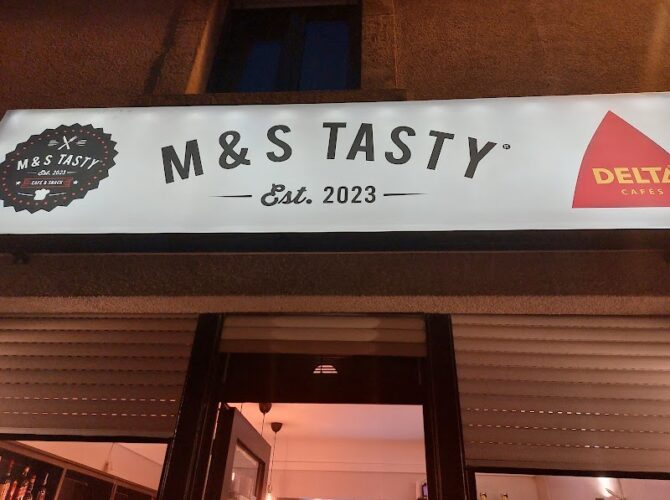 M & S TASTY
Est. 2023
CAFÉ & SNACK
M & S TASTY®
Est. 2023
DELTA
CAFÉS